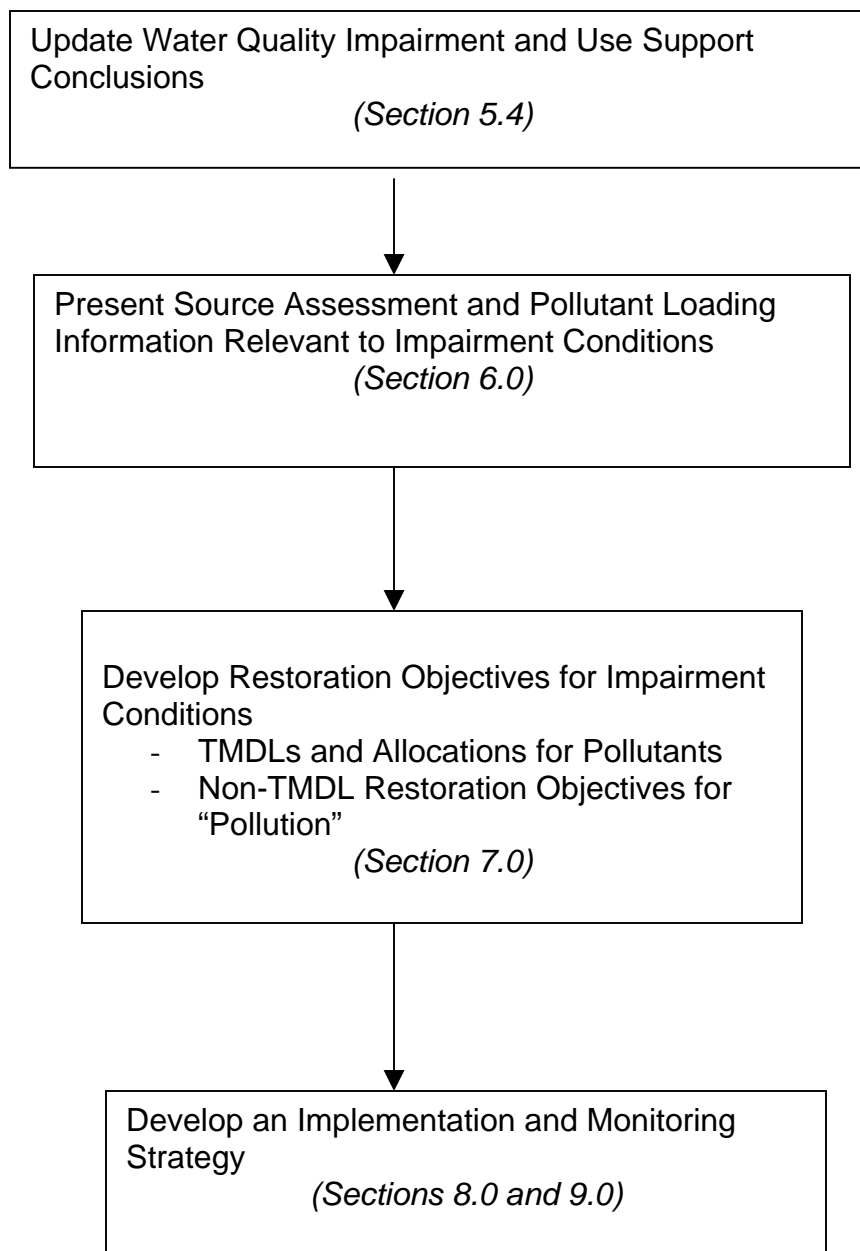 Update Water Quality Impairment and Use Support
Conclusions
(Section 5.4)
Present Source Assessment and Pollutant Loading
Information Relevant to Impairment Conditions
(Section 6.0)
Develop Restoration Objectives for Impairment
Conditions
- TMDLs and Allocations for Pollutants
- Non-TMDL Restoration Objectives for
“Pollution”
(Section 7.0)
Develop an Implementation and Monitoring
Strategy
(Sections 8.0 and 9.0)